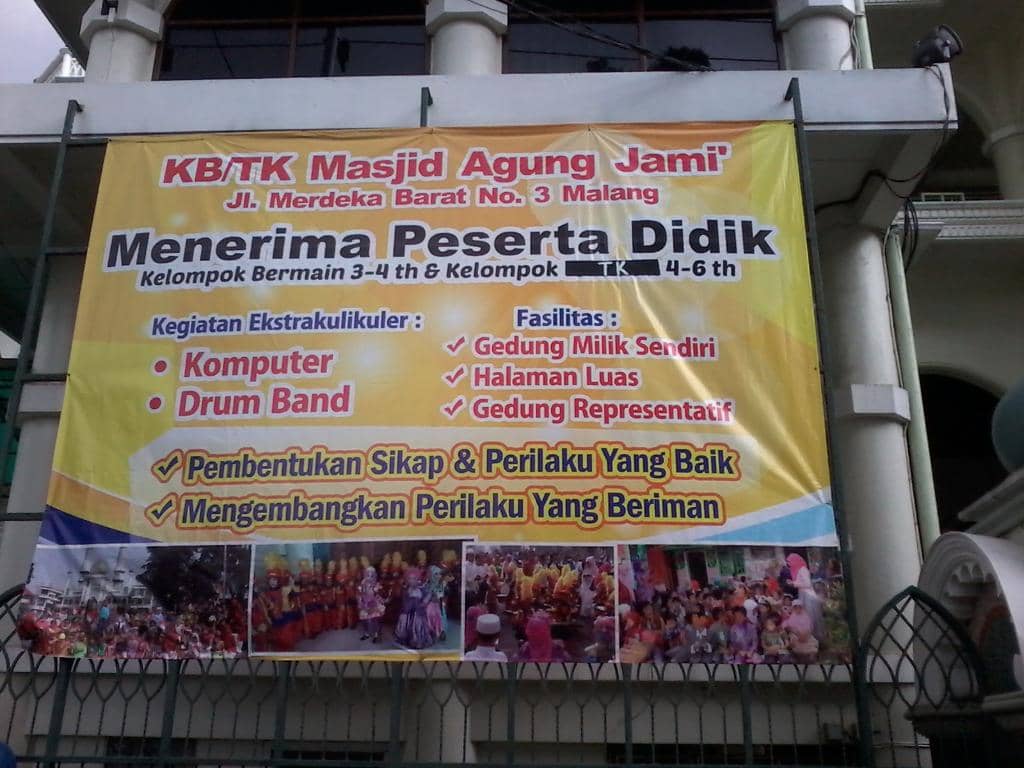 KB/TK Masjid Agung Jami'
Jl. Merdeka Barat No. 3 Malang
Menerima Peserta Didik
Kelompok Bermain 3-4 th & Kelompok TK 4-6 th
Kegiatan Ekstrakulikuler :
• Komputer
• Drum Band
Fasilitas :
✓ Gedung Milik Sendiri
✓ Halaman Luas
✓ Gedung Representatif
✓ Pembentukan Sikap & Perilaku Yang Baik
✓ Mengembangkan Perilaku Yang Beriman